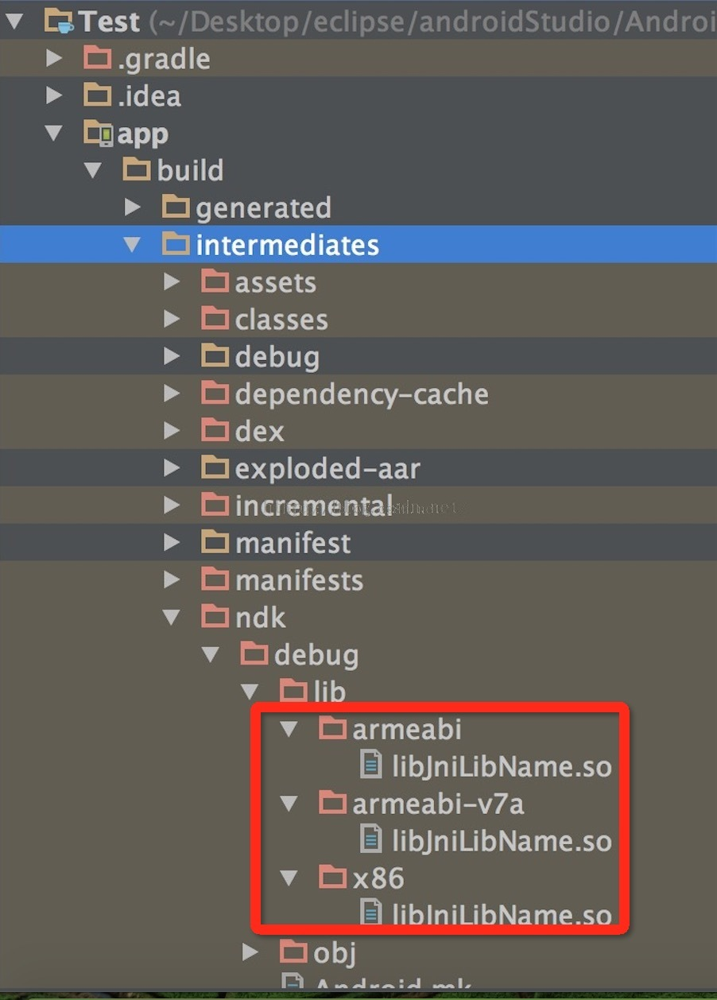 Test (~/Desktop/eclipse/androidStudio/Androi
.gradle
.idea
app
build
generated
intermediates
assets
classes
debug
dependency-cache
dex
exploded-aar
incremental
manifest
manifests
ndk
debug
lib
armeabi
libJniLibName.so
armeabi-v7a
libJniLibName.so
x86
libJniLibName.so
obj
Android.mk